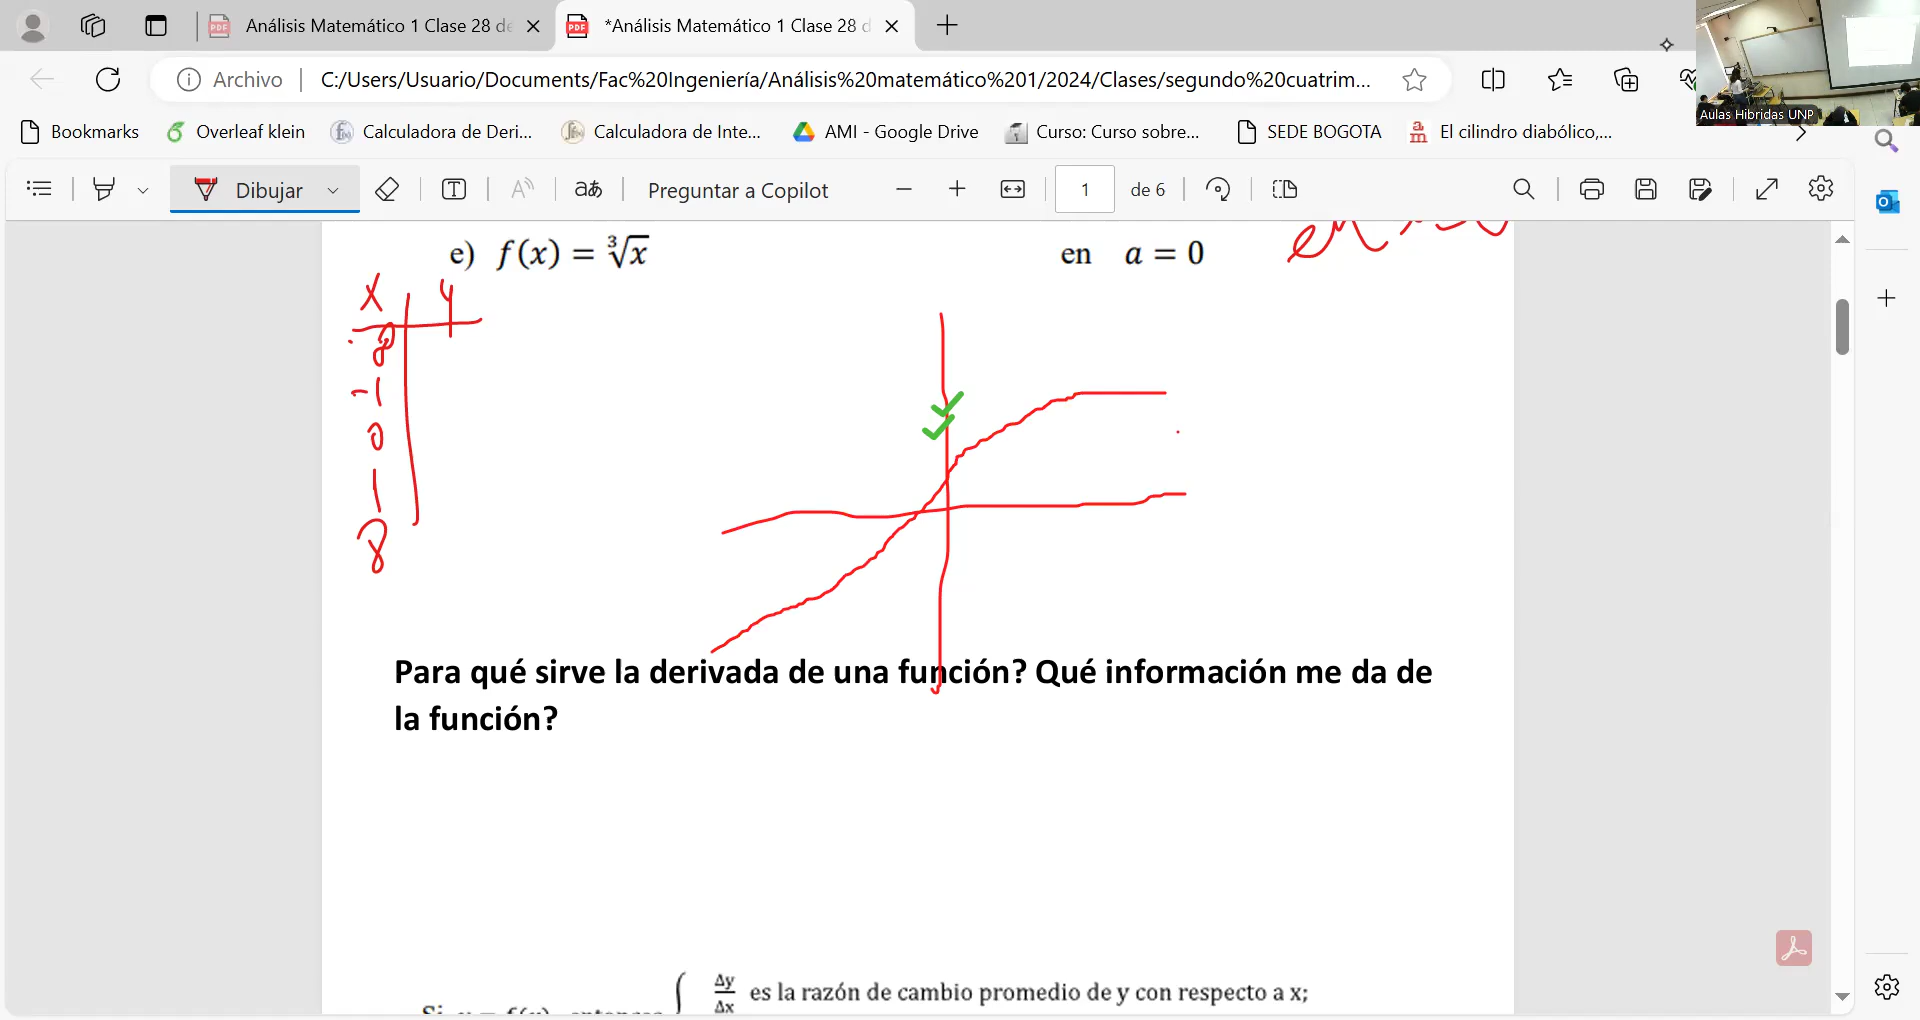 Análisis Matemático 1 Clase 28 de
*Análisis Matemático 1 Clase 28 d
Archivo
C:/Users/Usuario/Documents/Fac%20Ingeniería/Análisis%20matemático%201/2024/Clases/segundo%20cuatrim...
Aulas Hibridas UNP
Bookmarks
Overleaf klein
Calculadora de Deri...
Calculadora de Inte...
AMI - Google Drive
Curso: Curso sobre...
SEDE BOGOTA
El cilindro diabólico,...
Dibujar
Preguntar a Copilot
1 de 6
e) f(x) = ∛x en a = 0
x y
-8
-1
0
1
8
Para qué sirve la derivada de una función? Qué información me da de
la función?
Δy/Δx es la razón de cambio promedio de y con respecto a x;